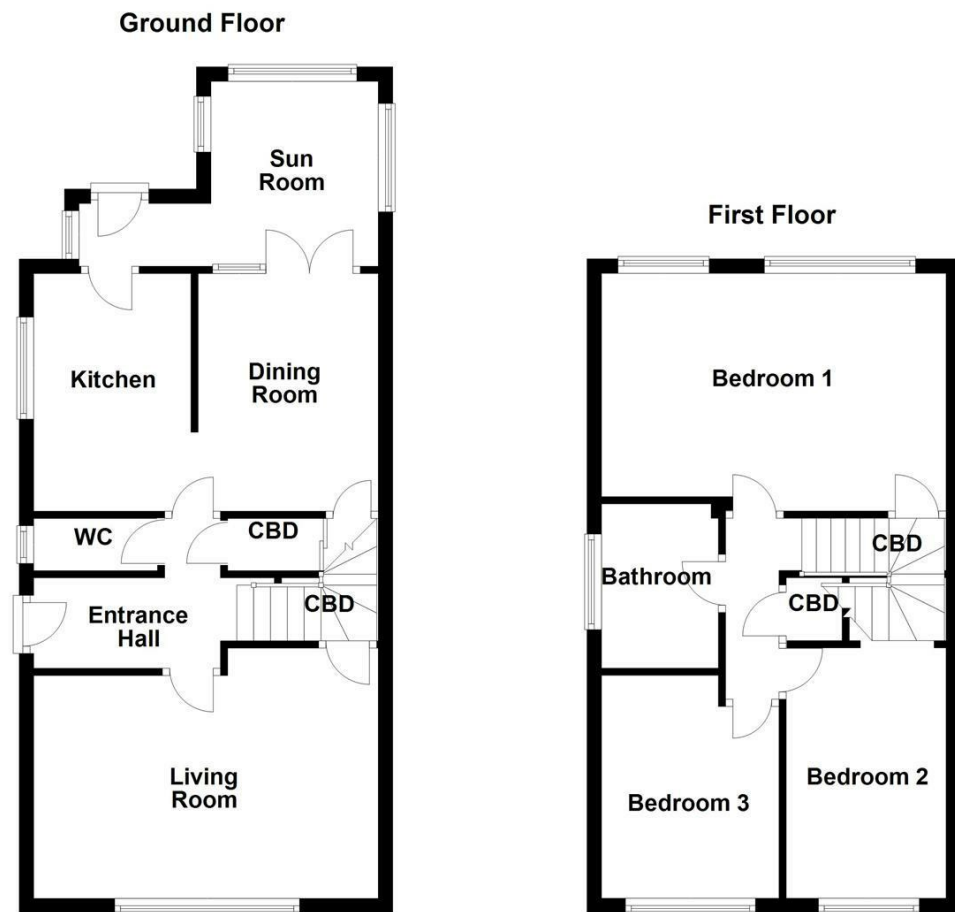 Ground Floor
Sun
Room
Kitchen
Dining
Room
WC
CBD
Entrance
Hall
CBD
Living
Room
First Floor
Bedroom 1
CBD
Bathroom
CBD
Bedroom 2
Bedroom 3